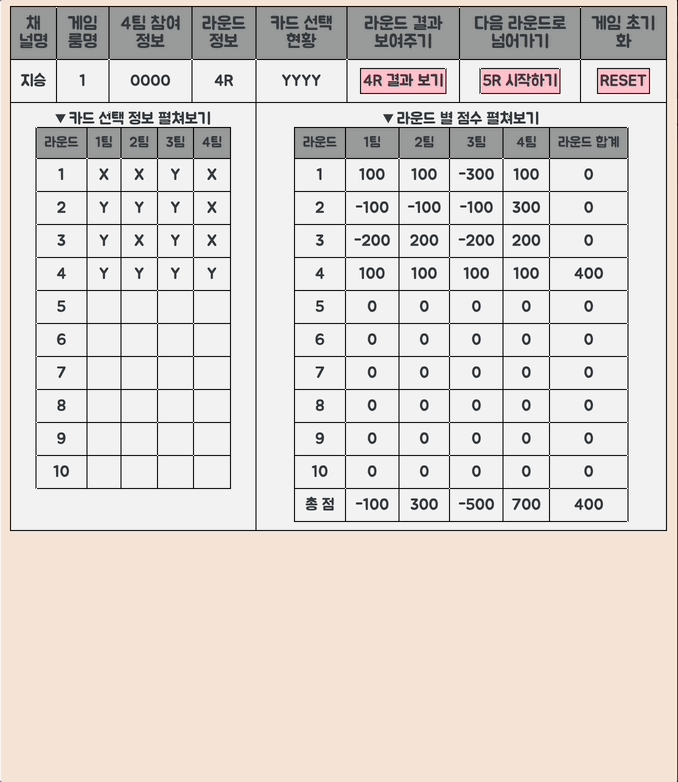 채널명 게임룸명 4팀 참여 정보 라운드 정보 카드 선택 현황 라운드 결과 보여주기 다음 라운드로 넘어가기 게임 초기화
지승 1 0000 4R YYYY 4R 결과 보기 5R 시작하기 RESET
▼카드 선택 정보 펼쳐보기
라운드 1팀 2팀 3팀 4팀
1 X X Y X
2 Y Y Y X
3 Y X Y X
4 Y Y Y Y
5
6
7
8
9
10
▼라운드 별 점수 펼쳐보기
라운드 1팀 2팀 3팀 4팀 라운드 합계
1 100 100 -300 100 0
2 -100 -100 -100 300 0
3 -200 200 -200 200 0
4 100 100 100 100 400
5 0 0 0 0 0
6 0 0 0 0 0
7 0 0 0 0 0
8 0 0 0 0 0
9 0 0 0 0 0
10 0 0 0 0 0
총 점 -100 300 -500 700 400